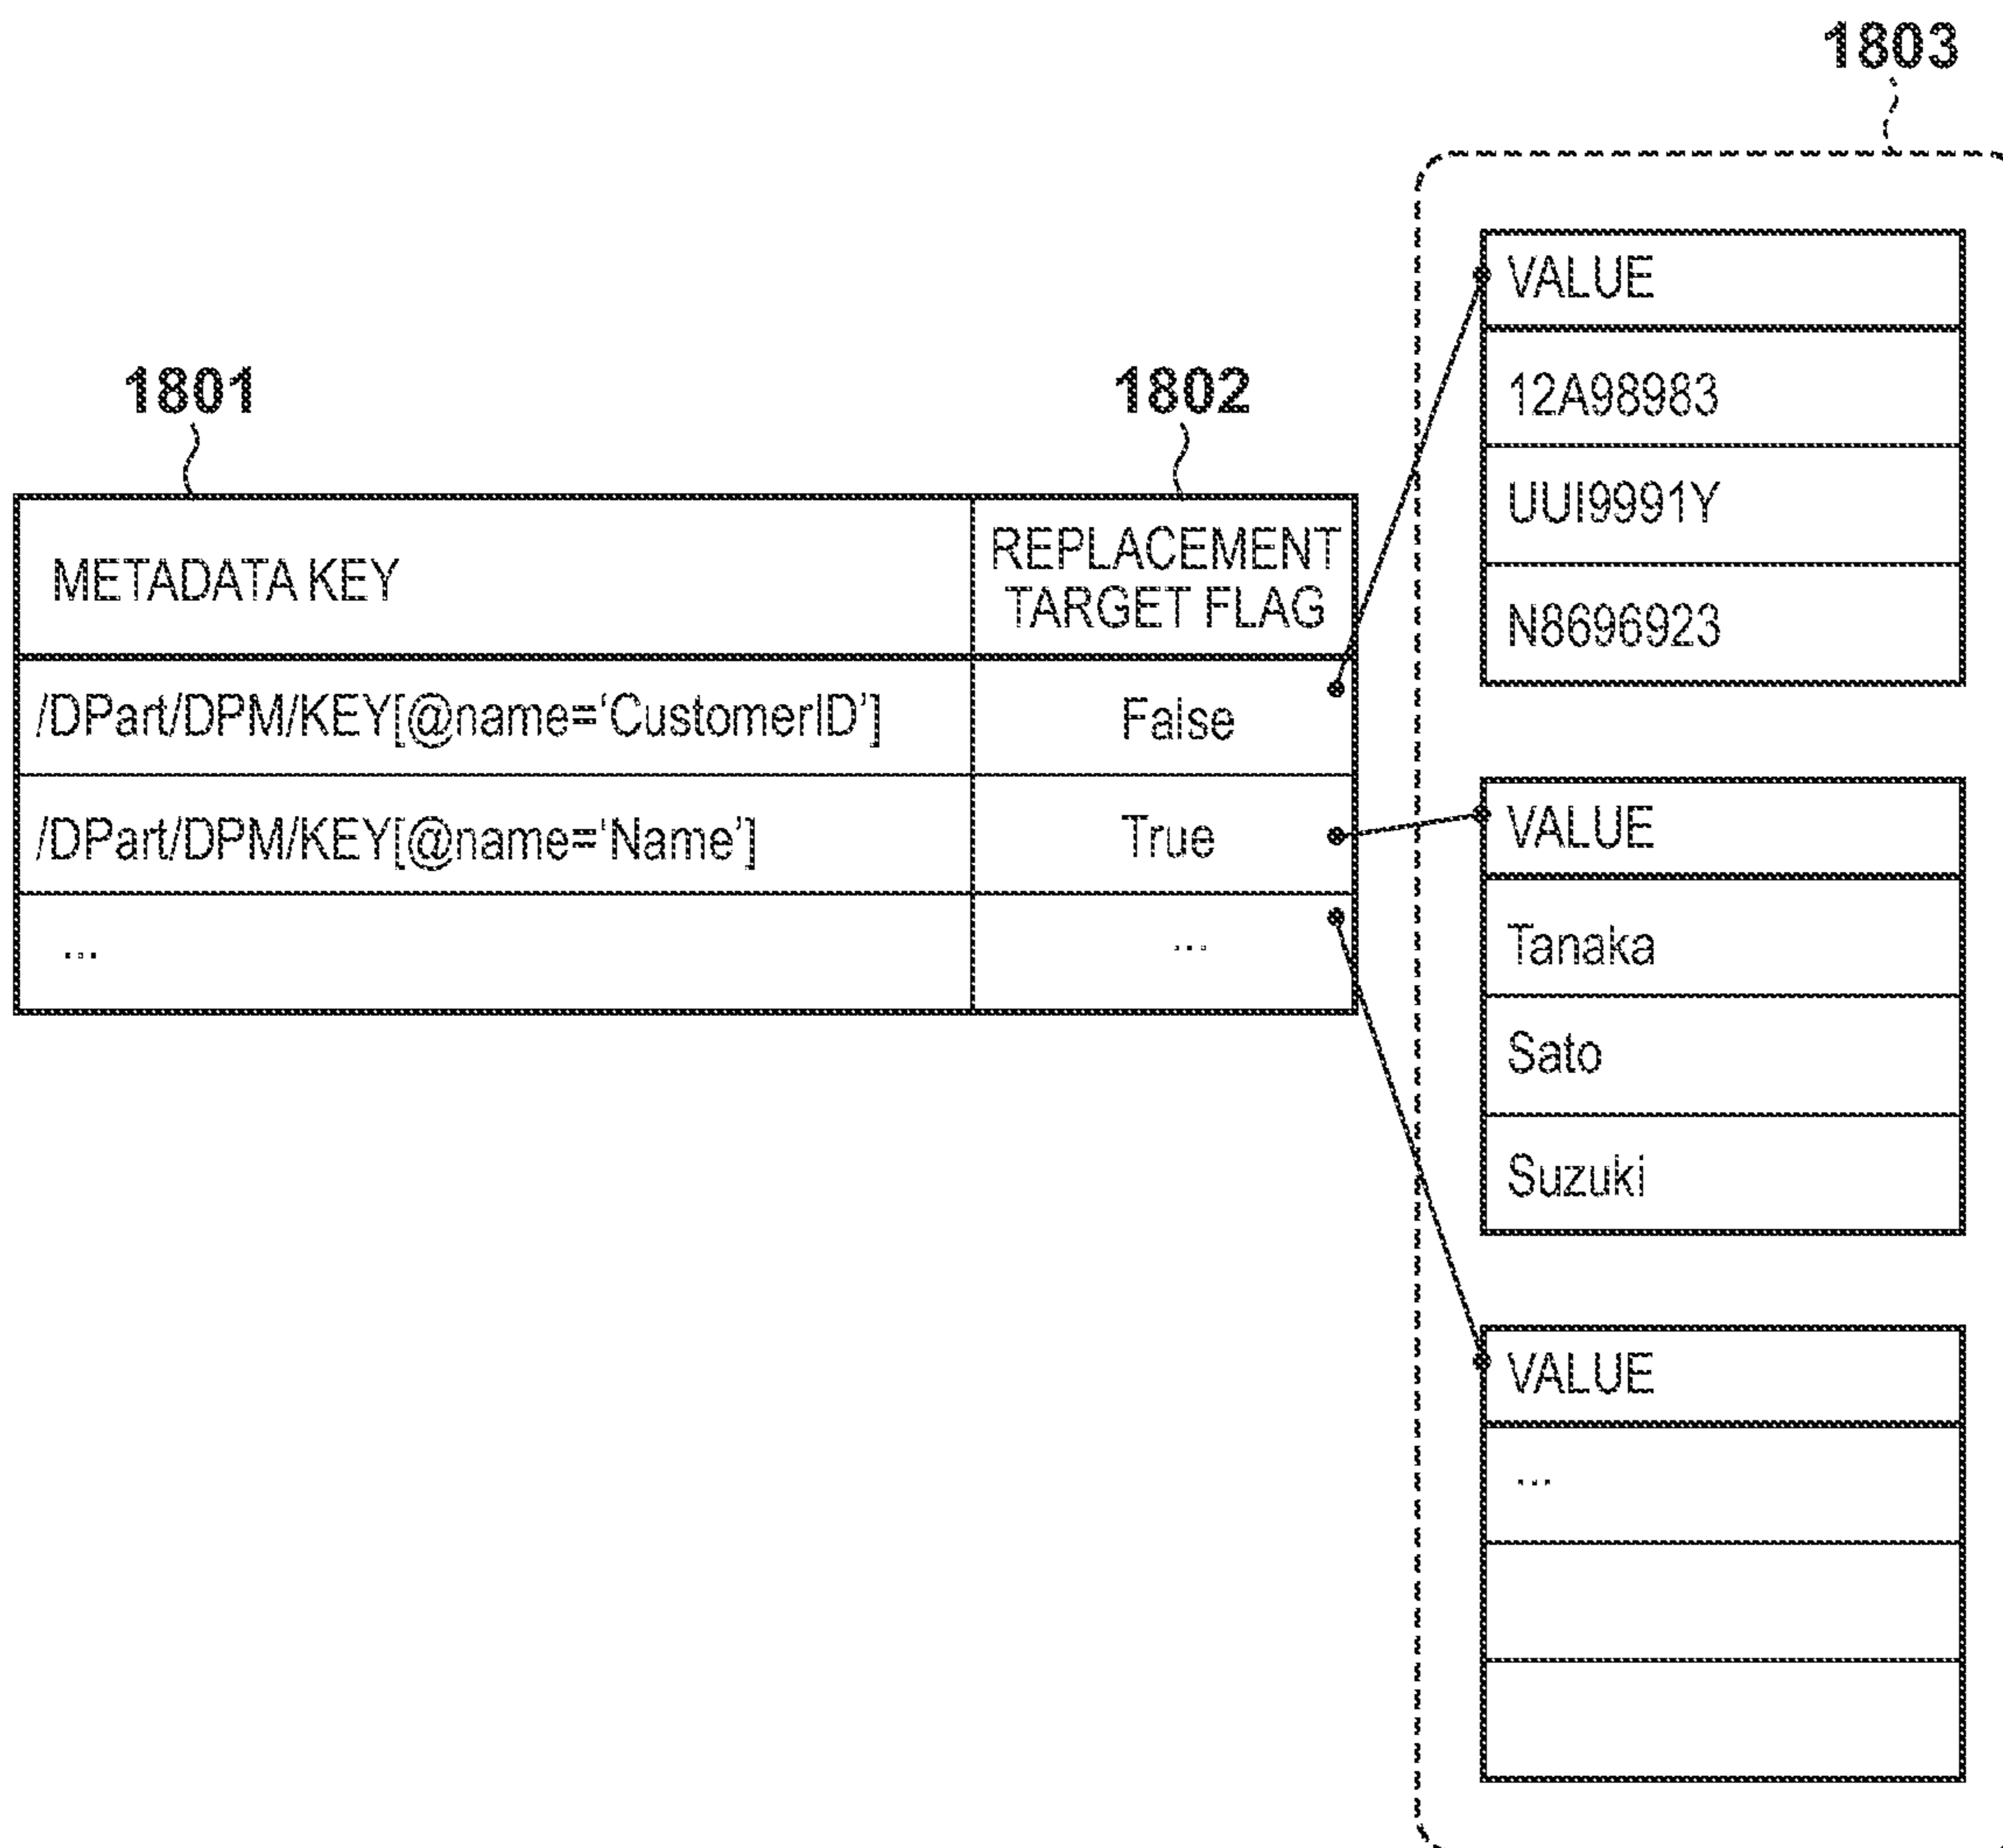 1803
1801
1802
METADATA KEY
REPLACEMENT
TARGET FLAG
/DPart/DPM/KEY[@name=‘CustomerID’]
False
/DPart/DPM/KEY[@name=‘Name’]
True
...
...
VALUE
12A98983
UUI9991Y
N8696923
VALUE
Tanaka
Sato
Suzuki
VALUE
...